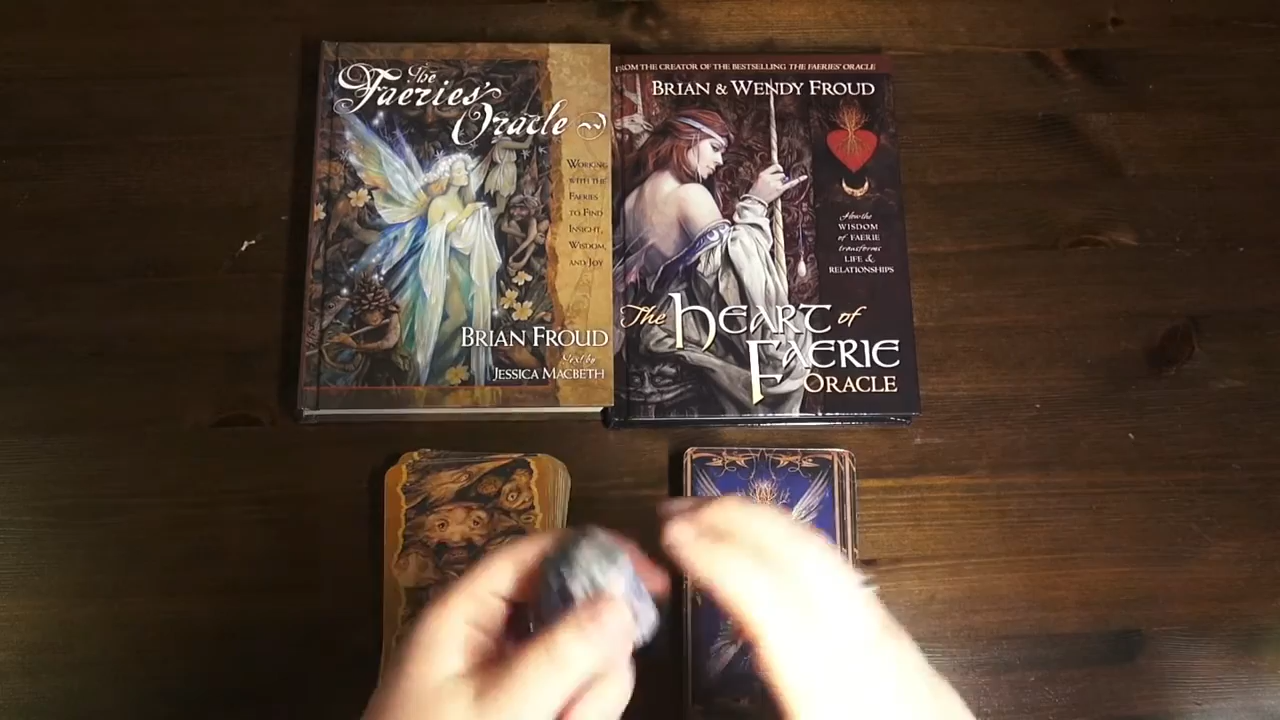 The
Faeries'
Oracle
WORKING
WITH THE
FAERIES
TO FIND
INSIGHT,
WISDOM,
AND JOY
BRIAN FROUD
Text by
JESSICA MACBETH
FROM THE CREATOR OF THE BESTSELLING THE FAERIES' ORACLE
BRIAN & WENDY FROUD
How the
WISDOM
of FAERIE
transforms
LIFE &
RELATIONSHIPS
The HEART of
FAERIE
ORACLE